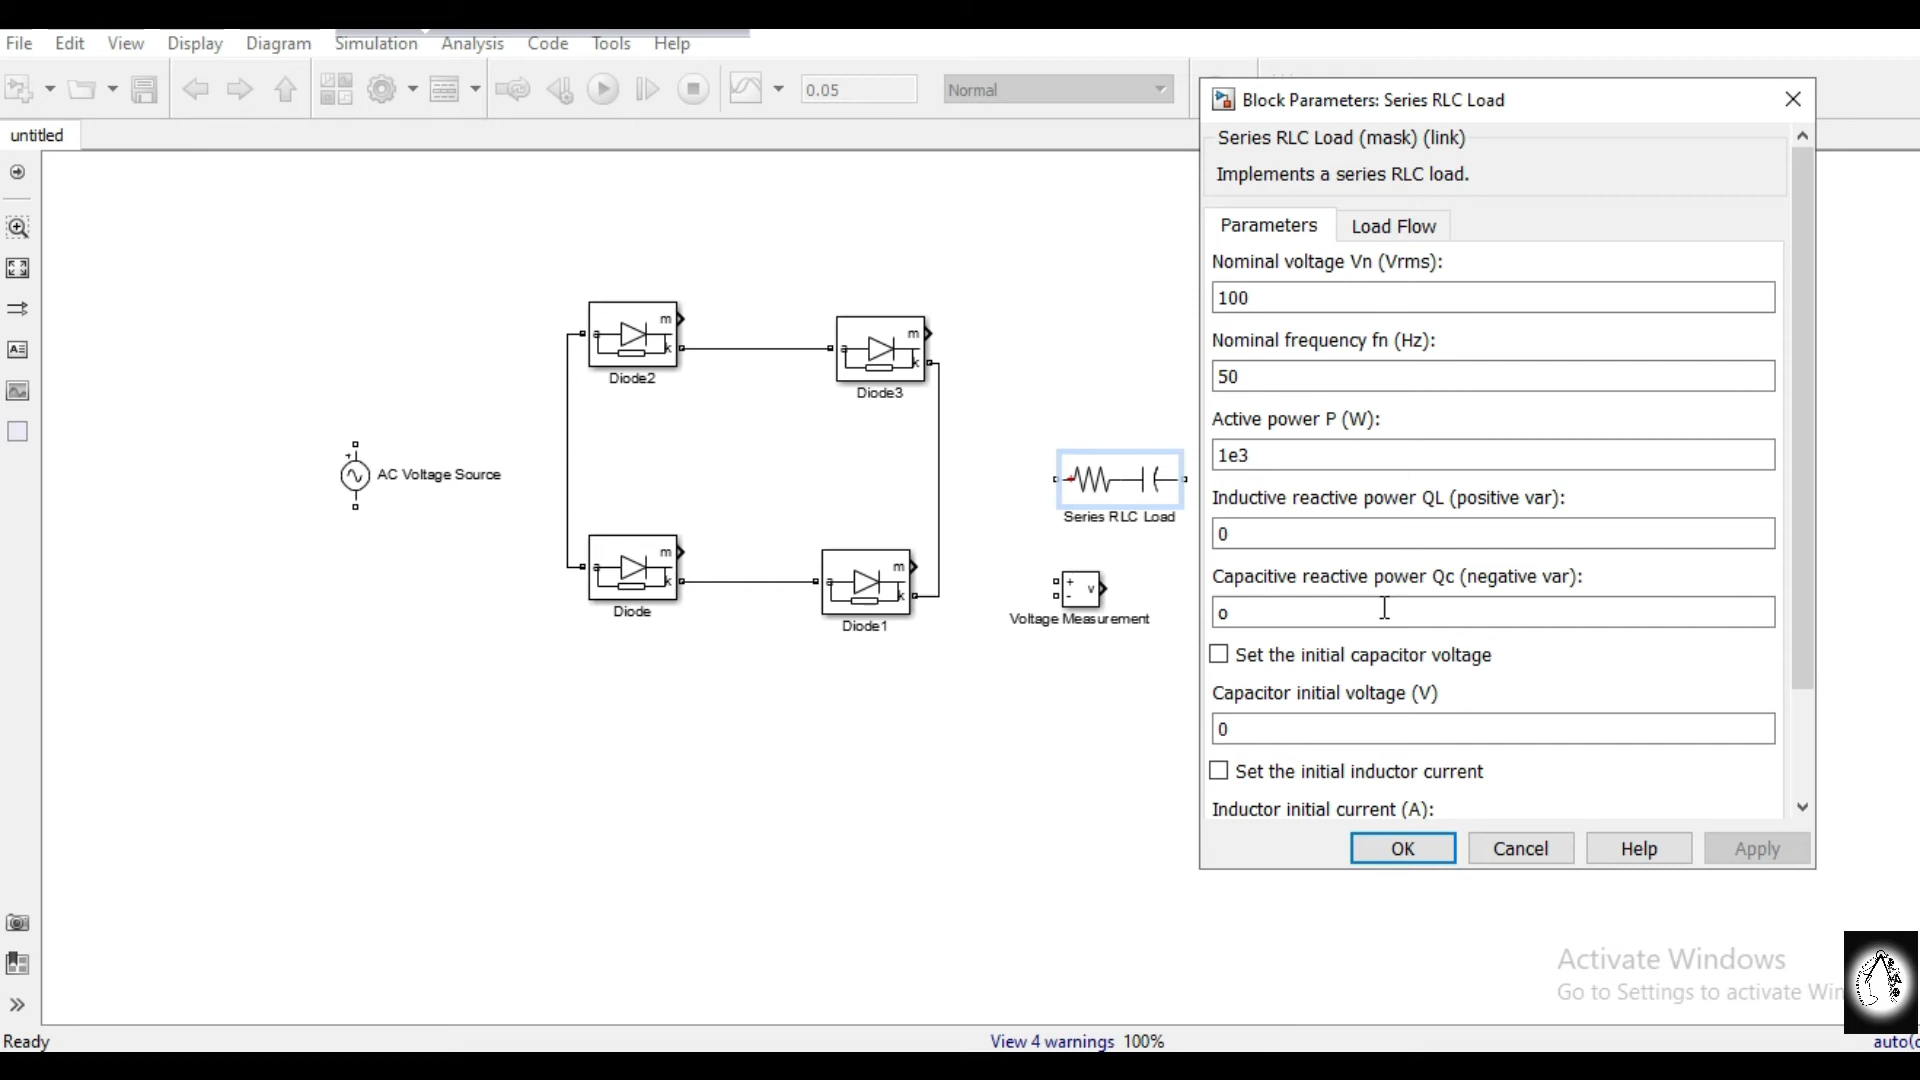 File Edit View Display Diagram Simulation Analysis Code Tools Help
0.05 Normal
untitled
Block Parameters: Series RLC Load
Series RLC Load (mask) (link)
Implements a series RLC load.
Parameters Load Flow
Nominal voltage Vn (Vrms):
100
Nominal frequency fn (Hz):
50
Active power P (W):
1e3
Inductive reactive power QL (positive var):
0
Capacitive reactive power Qc (negative var):
o
Set the initial capacitor voltage
Capacitor initial voltage (V)
0
Set the initial inductor current
Inductor initial current (A):
OK Cancel Help Apply
a m k
Diode2
a m k
Diode3
+
AC Voltage Source
a m k
Diode
a m k
Diode1
Series RLC Load
+
- v
Voltage Measurement
Activate Windows
Go to Settings to activate Win
Ready
View 4 warnings 100%
auto(